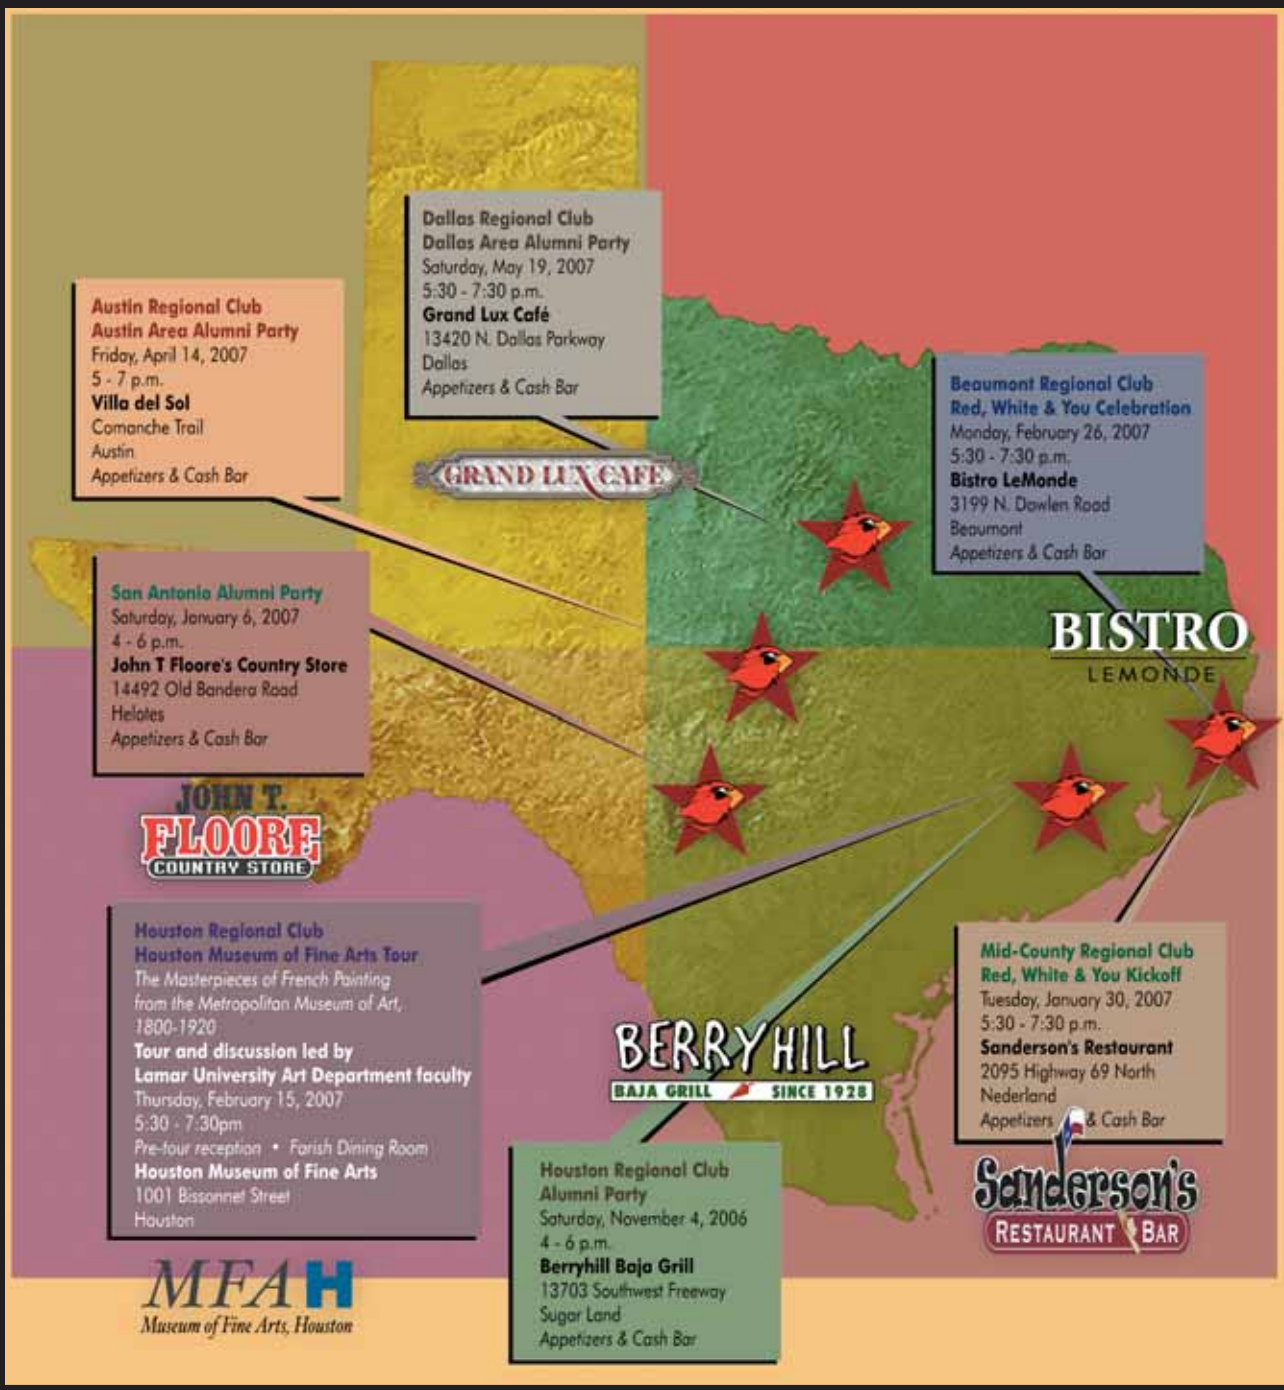 Dallas Regional Club
Dallas Area Alumni Party
Saturday, May 19, 2007
5:30 - 7:30 p.m.
Grand Lux Café
13420 N. Dallas Parkway
Dallas
Appetizers & Cash Bar
GRAND LUX CAFE
Austin Regional Club
Austin Area Alumni Party
Friday, April 14, 2007
5 - 7 p.m.
Villa del Sol
Comanche Trail
Austin
Appetizers & Cash Bar
Beaumont Regional Club
Red, White & You Celebration
Monday, February 26, 2007
5:30 - 7:30 p.m.
Bistro LeMonde
3199 N. Dowlen Road
Beaumont
Appetizers & Cash Bar
BISTRO
LEMONDE
San Antonio Alumni Party
Saturday, January 6, 2007
4 - 6 p.m.
John T Floore's Country Store
14492 Old Bandera Road
Helotes
Appetizers & Cash Bar
JOHN T.
FLOORE
COUNTRY STORE
Houston Regional Club
Houston Museum of Fine Arts Tour
The Masterpieces of French Painting
from the Metropolitan Museum of Art,
1800-1920
Tour and discussion led by
Lamar University Art Department faculty
Thursday, February 15, 2007
5:30 - 7:30pm
Pre-tour reception • Farish Dining Room
Houston Museum of Fine Arts
1001 Bissonnet Street
Houston
MFAH
Museum of Fine Arts, Houston
BERRYHILL
BAJA GRILL SINCE 1928
Houston Regional Club
Alumni Party
Saturday, November 4, 2006
4 - 6 p.m.
Berryhill Baja Grill
13703 Southwest Freeway
Sugar Land
Appetizers & Cash Bar
Mid-County Regional Club
Red, White & You Kickoff
Tuesday, January 30, 2007
5:30 - 7:30 p.m.
Sanderson's Restaurant
2095 Highway 69 North
Nederland
Appetizers & Cash Bar
Sanderson's
RESTAURANT BAR